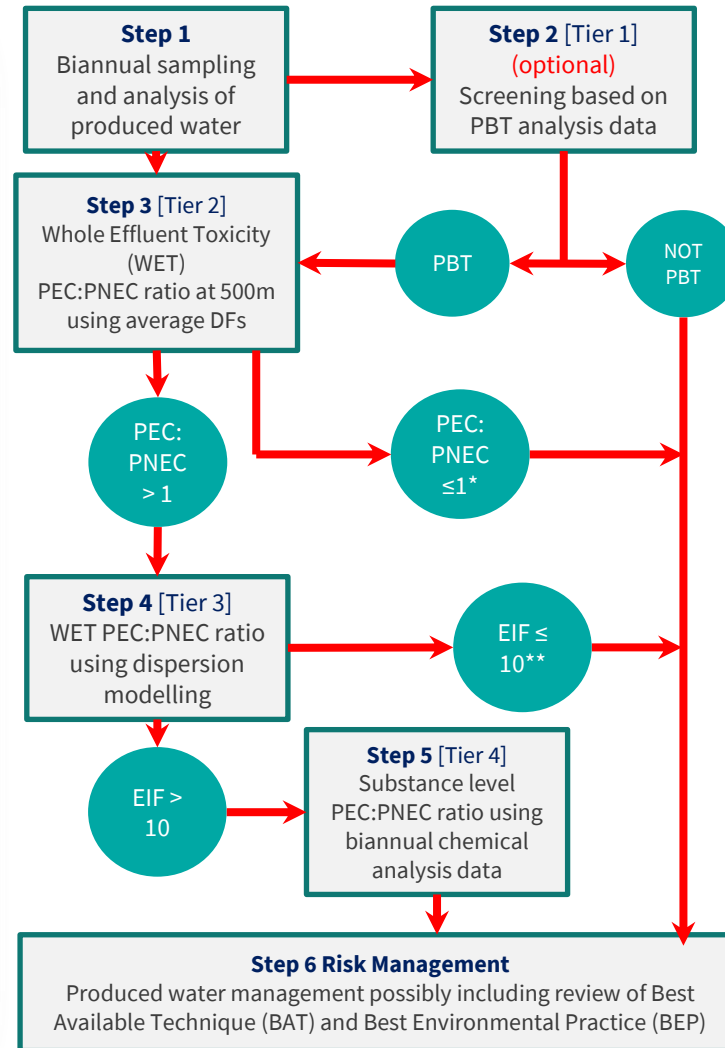 Step 1
Biannual sampling
and analysis of
produced water
Step 2 [Tier 1]
(optional)
Screening based on
PBT analysis data
Step 3 [Tier 2]
Whole Effluent Toxicity
(WET)
PEC:PNEC ratio at 500m
using average DFs
PBT
NOT
PBT
PEC:
PNEC
> 1
PEC:
PNEC
≤1*
Step 4 [Tier 3]
WET PEC:PNEC ratio
using dispersion
modelling
EIF ≤
10**
EIF >
10
Step 5 [Tier 4]
Substance level
PEC:PNEC ratio using
biannual chemical
analysis data
Step 6 Risk Management
Produced water management possibly including review of Best
Available Technique (BAT) and Best Environmental Practice (BEP)